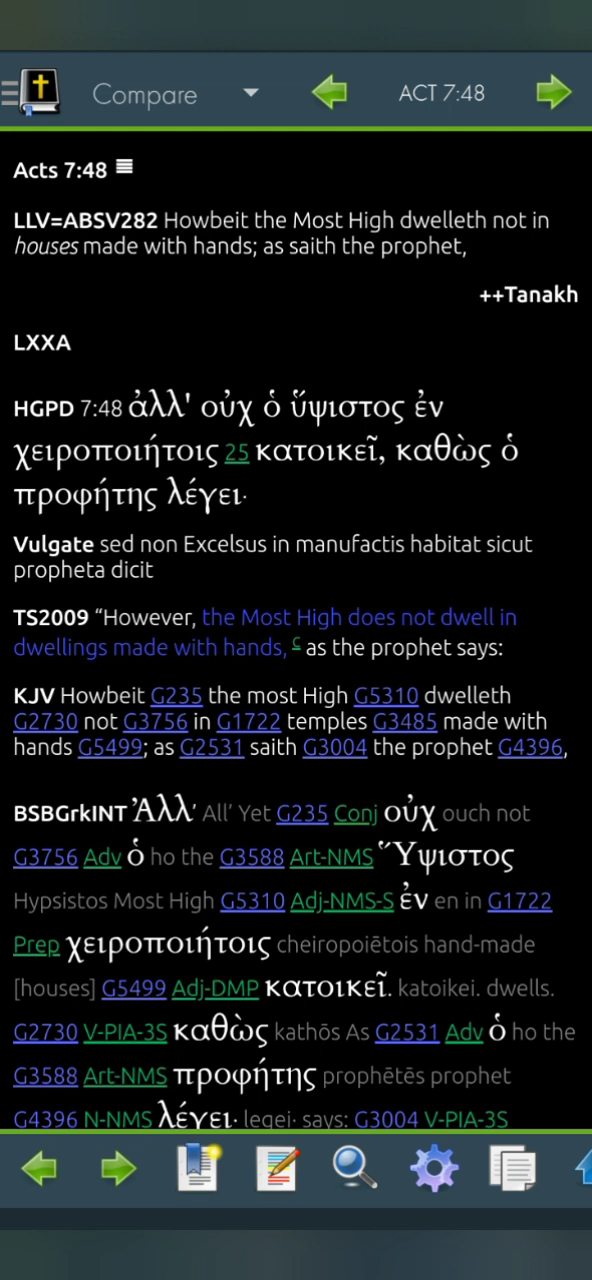 Compare
ACT 7:48
Acts 7:48
LLV=ABSV282 Howbeit the Most High dwelleth not in
houses made with hands; as saith the prophet,
++Tanakh
LXXA
HGPD 7:48 ἀλλ' οὐχ ὁ ὕψιστος ἐν
χειροποιήτοις 25 κατοικεῖ, καθὼς ὁ
προφήτης λέγει·
Vulgate sed non Excelsus in manufactis habitat sicut
propheta dicit
TS2009 “However, the Most High does not dwell in
dwellings made with hands, c as the prophet says:
KJV Howbeit G235 the most High G5310 dwelleth
G2730 not G3756 in G1722 temples G3485 made with
hands G5499; as G2531 saith G3004 the prophet G4396,
BSBGrkINT Ἀλλ’ All’ Yet G235 Conj οὐχ ouch not
G3756 Adv ὁ ho the G3588 Art-NMS Ὕψιστος
Hypsistos Most High G5310 Adj-NMS-S ἐν en in G1722
Prep χειροποιήτοις cheiropoiētois hand-made
[houses] G5499 Adj-DMP κατοικεῖ. katoikei. dwells.
G2730 V-PIA-3S καθὼς kathōs As G2531 Adv ὁ ho the
G3588 Art-NMS προφήτης prophētēs prophet
G4396 N-NMS λέγει· legei· says: G3004 V-PIA-3S